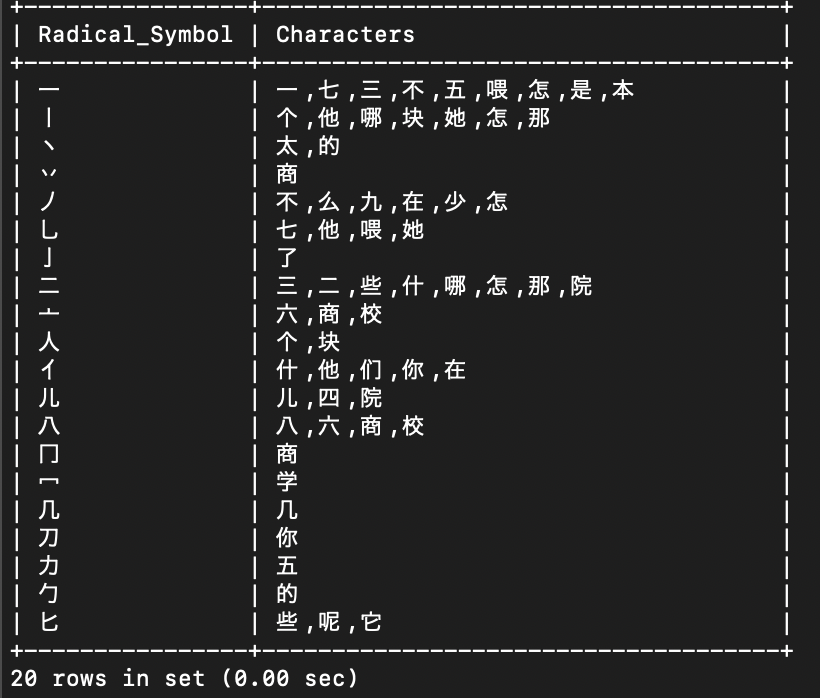 +-----------------+--------------------------------------+
| Radical_Symbol | Characters |
+-----------------+--------------------------------------+
| 一 | 一,七,三,不,五,喂,怎,是,本 |
| 丨 | 个,他,哪,块,她,怎,那 |
| 丶 | 太,的 |
| 丷 | 商 |
| 丿 | 不,么,九,在,少,怎 |
| 乚 | 七,他,喂,她 |
| 亅 | 了 |
| 二 | 三,二,些,什,哪,怎,那,院 |
| 亠 | 六,商,校 |
| 人 | 个,块 |
| 亻 | 什,他,们,你,在 |
| 儿 | 儿,四,院 |
| 八 | 八,六,商,校 |
| 冂 | 商 |
| 冖 | 学 |
| 几 | 几 |
| 刀 | 你 |
| 力 | 五 |
| 勹 | 的 |
| 匕 | 些,呢,它 |
+-----------------+--------------------------------------+
20 rows in set (0.00 sec)